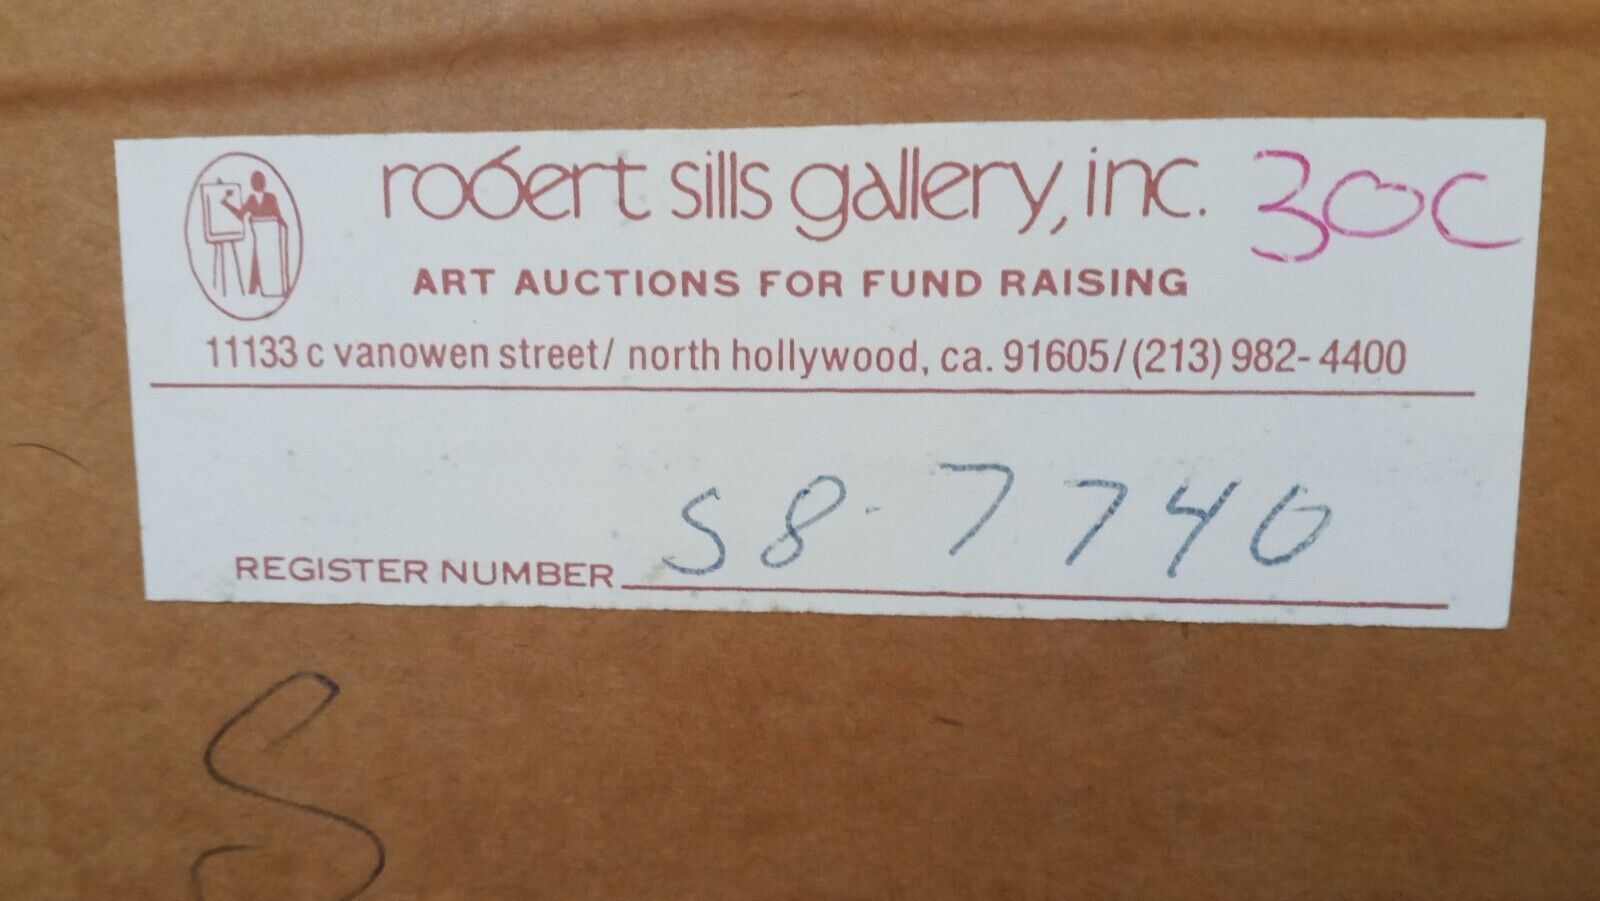 robert sills gallery, inc. 30C
ART AUCTIONS FOR FUND RAISING
11133 c vanowen street/ north hollywood, ca. 91605/(213) 982-4400
REGISTER NUMBER S8-7740
S